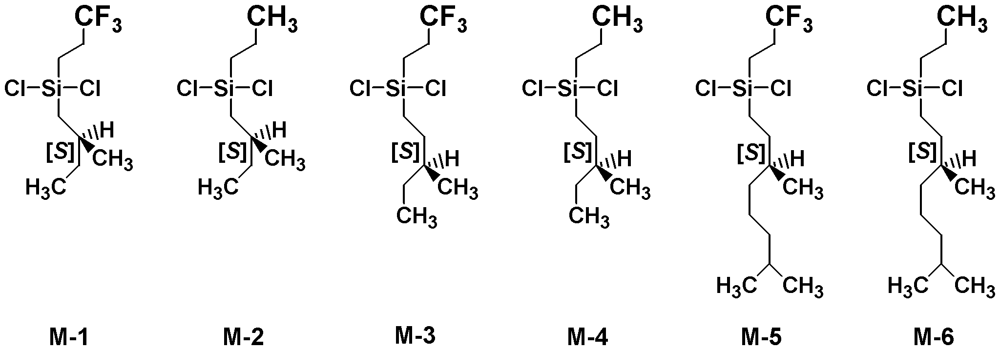 CF3 CH3 CF3 CH3 CF3 CH3
Cl Si Cl Cl Si Cl Cl Si Cl Cl Si Cl Cl Si Cl Cl Si Cl
H H
[S] [S] [S] [S] [S] [S]
CH3 CH3 H H H H
H3C H3C CH3 CH3 CH3 CH3
CH3 CH3
H3C CH3 H3C CH3
M-1 M-2 M-3 M-4 M-5 M-6